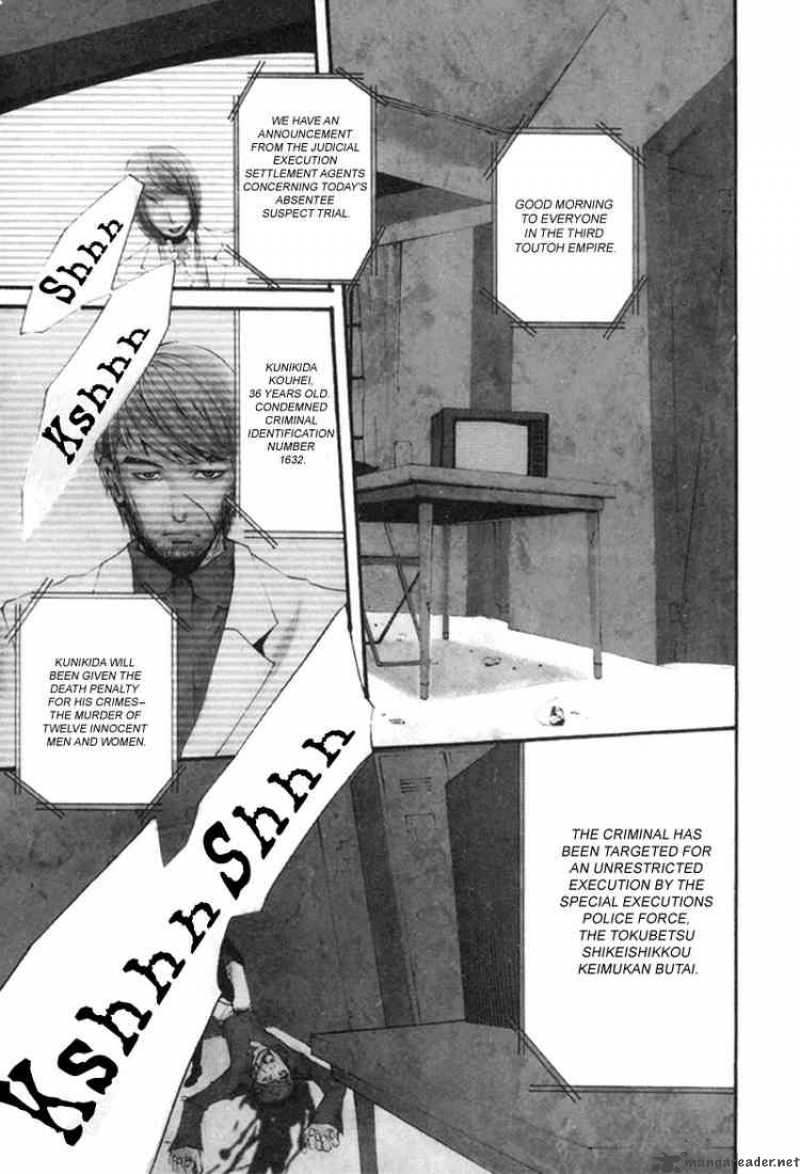 GOOD MORNING
TO EVERYONE
IN THE THIRD
TOUTOH EMPIRE.
WE HAVE AN
ANNOUNCEMENT
FROM THE JUDICIAL
EXECUTION
SETTLEMENT AGENTS
CONCERNING TODAY'S
ABSENTEE
SUSPECT TRIAL.
Shhh
Kshhh
KUNIKIDA
KOUHEI,
36 YEARS OLD.
CONDEMNED
CRIMINAL
IDENTIFICATION
NUMBER
1632.
KUNIKIDA WILL
BEEN GIVEN THE
DEATH PENALTY
FOR HIS CRIMES–
THE MURDER OF
TWELVE INNOCENT
MEN AND WOMEN.
Shhh
Kshhh
THE CRIMINAL HAS
BEEN TARGETED FOR
AN UNRESTRICTED
EXECUTION BY THE
SPECIAL EXECUTIONS
POLICE FORCE,
THE TOKUBETSU
SHIKEISHIKKOU
KEIMUKAN BUTAI.
mangareader.net